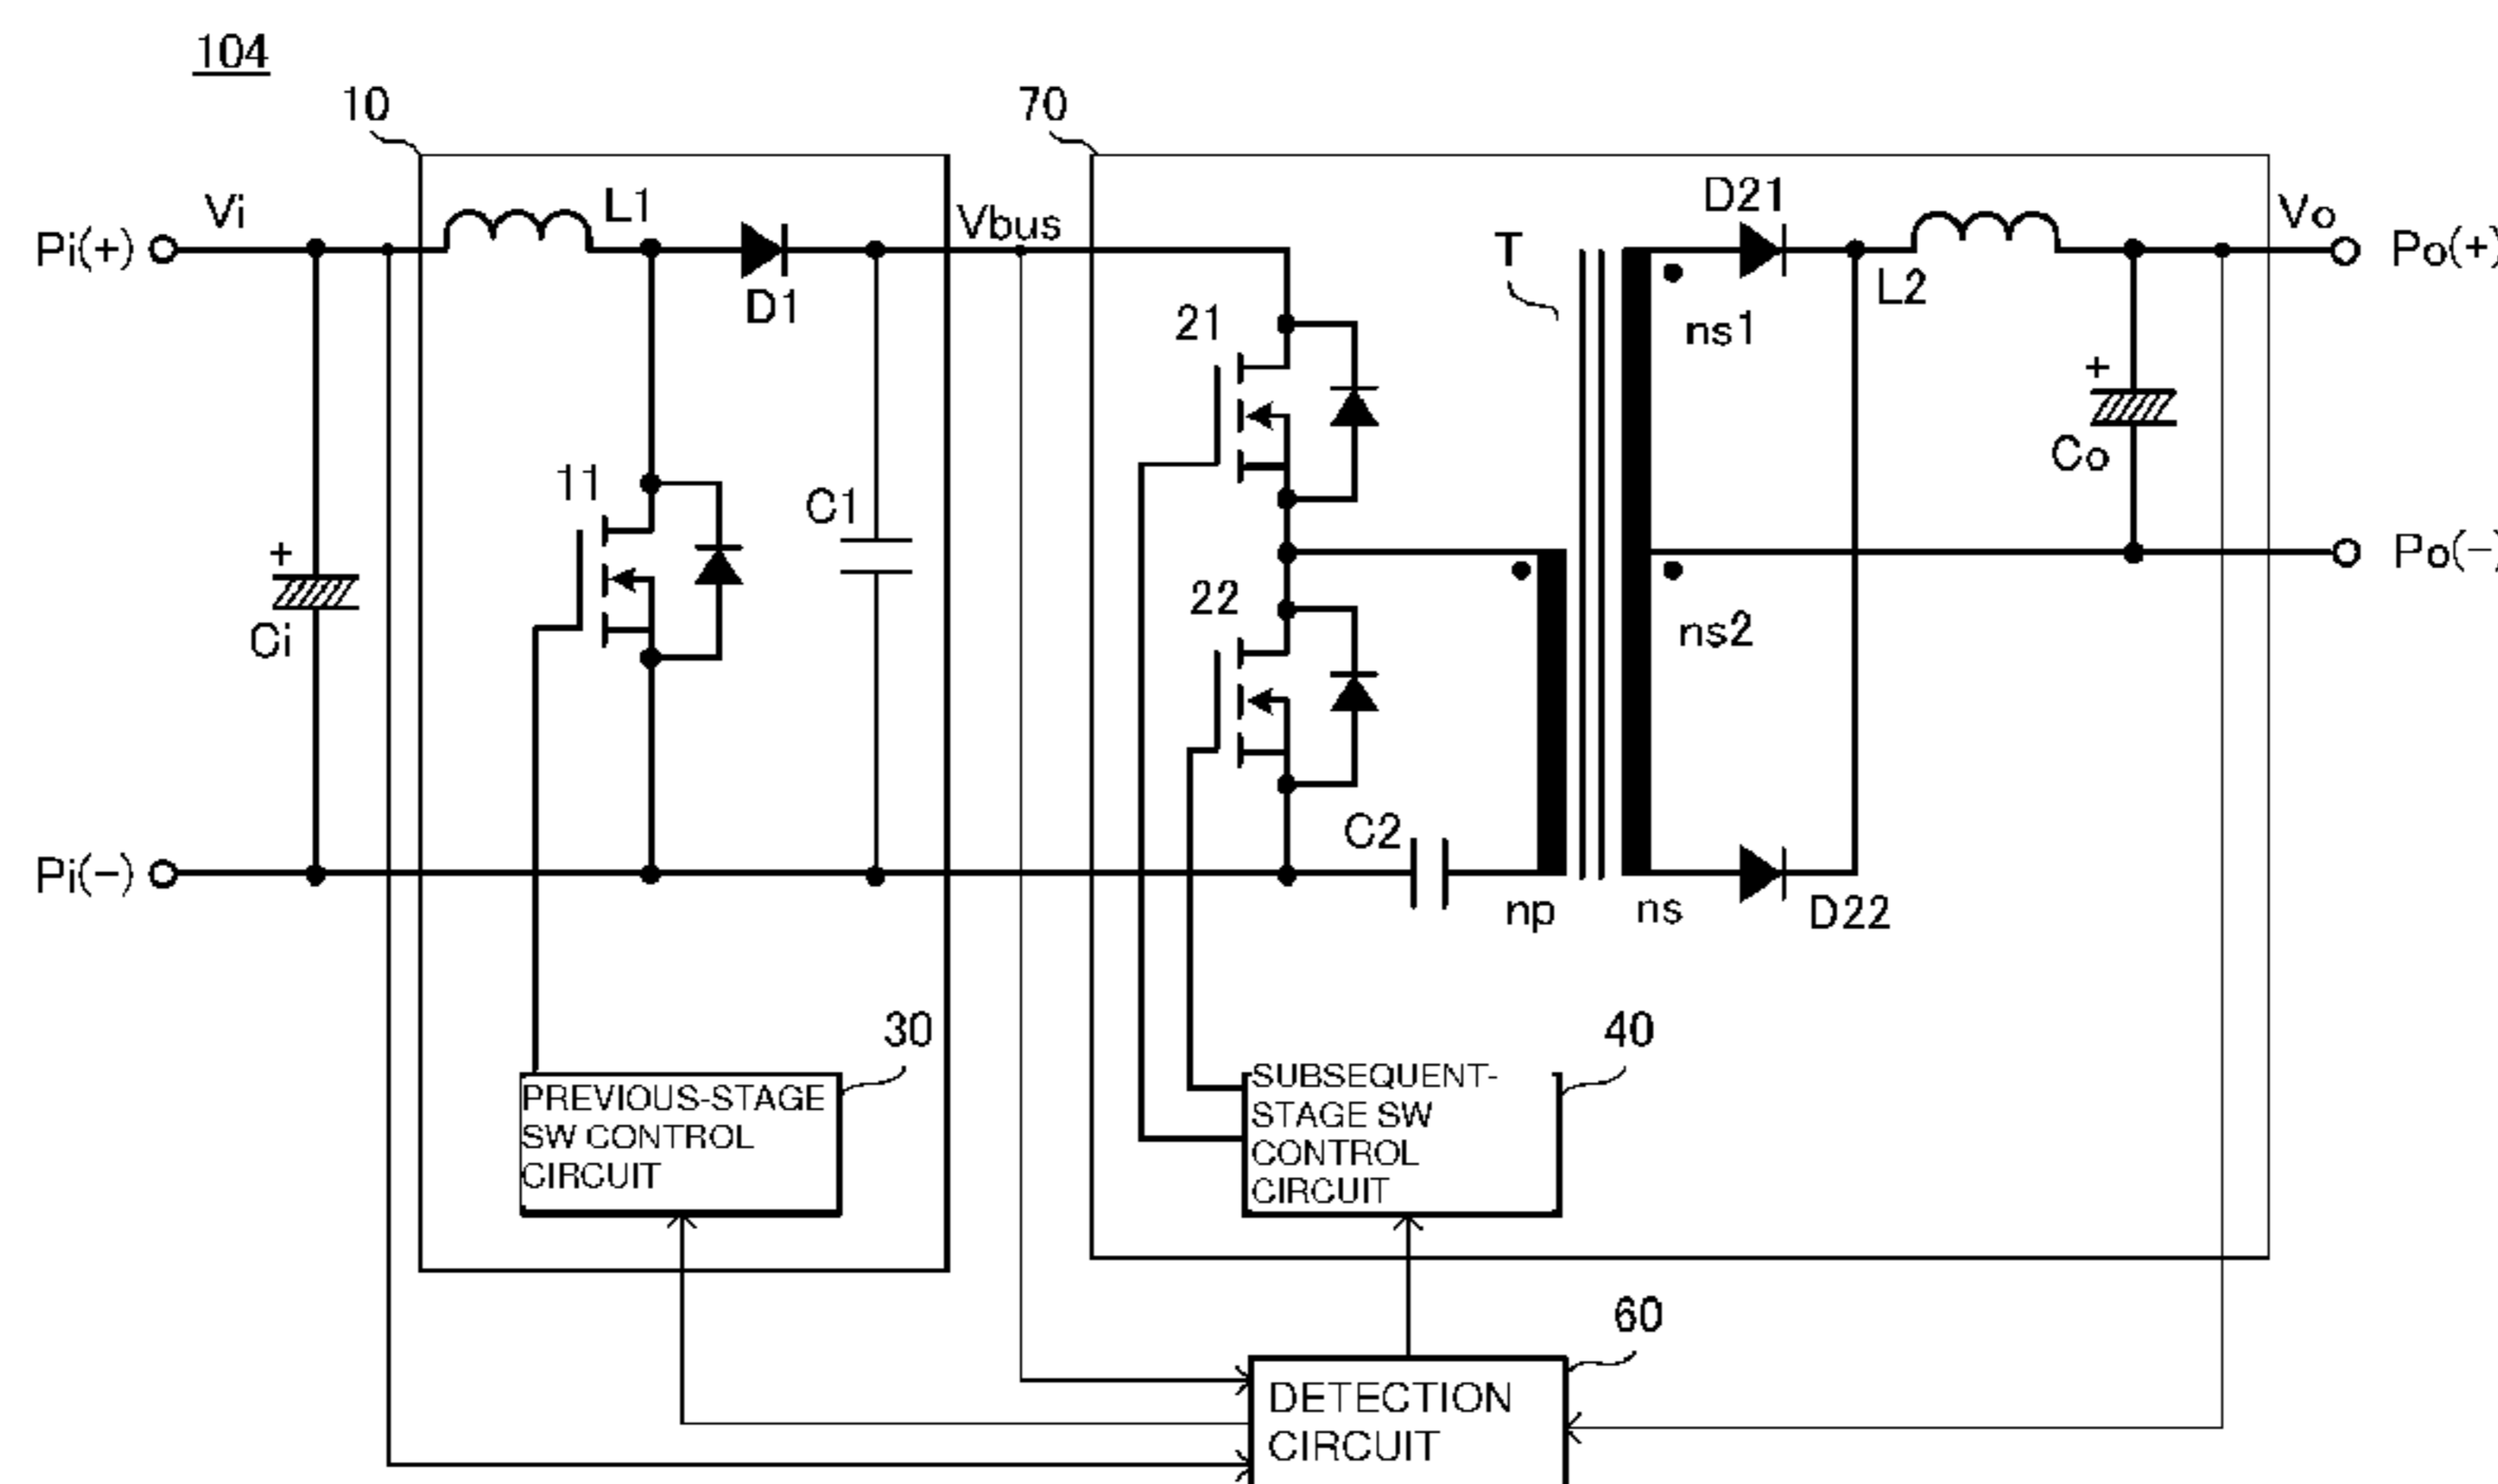 104
10
70
Vi
L1
Vbus
D21
Vo
Pi(+)
T
Po(+)
D1
L2
21
ns1
+
Co
11
C1
+
Po(−)
22
ns2
Ci
C2
Pi(−)
np
ns
D22
30
40
PREVIOUS-STAGE
SW CONTROL
CIRCUIT
SUBSEQUENT-
STAGE SW
CONTROL
CIRCUIT
60
DETECTION
CIRCUIT